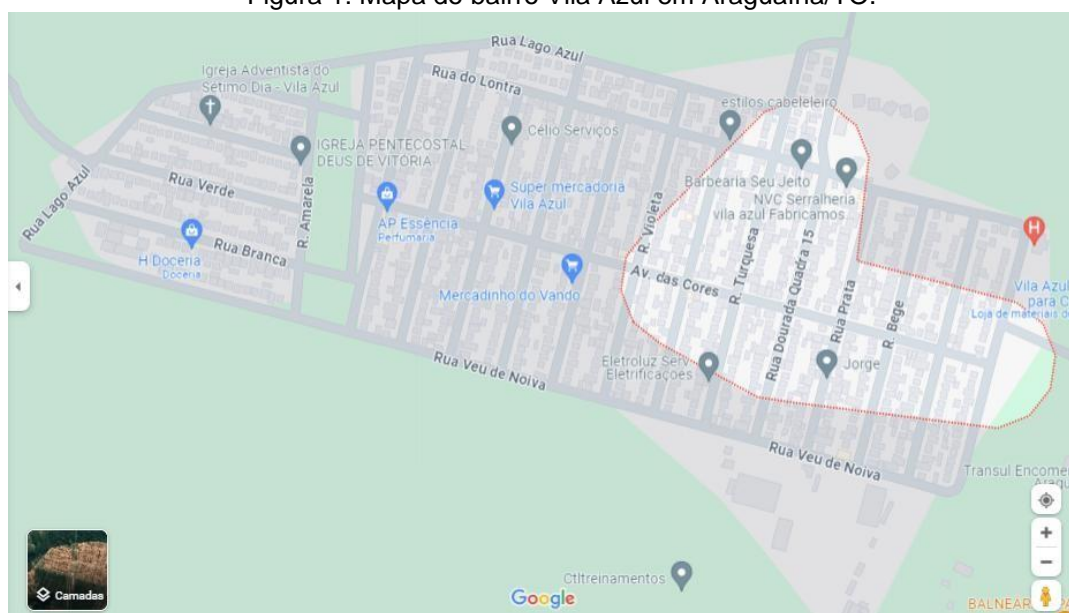 Figura 1: Mapa do bairro Vila Azul em Araguaína/TO.
Rua Lago Azul
Igreja Adventista do
Sétimo Dia - Vila Azul
Rua do Lontra
estilos cabeleleiro
Célio Serviços
IGREJA PENTECOSTAL
DEUS DE VITÓRIA
Rua Lago Azul
Rua Verde
R. Amarela
Super mercadoria
Vila Azul
Barbearia Seu Jeito
NVC Serralheria
vila azul Fabricamos...
AP Essência
Perfumaria
R. Violeta
Rua Branca
H Doceria
Doceria
Av. das Cores
R. Turquesa
Rua Dourada Quadra 15
Rua Prata
R. Bege
Mercadinho do Vando
Vila Azul
para C
Loja de materiais de
Rua Veu de Noiva
Eletroluz Serv
Eletrificações
Jorge
Rua Veu de Noiva
Transul Encome
Aragu
Camadas
Ctltreinamentos
Google
BALNEAR